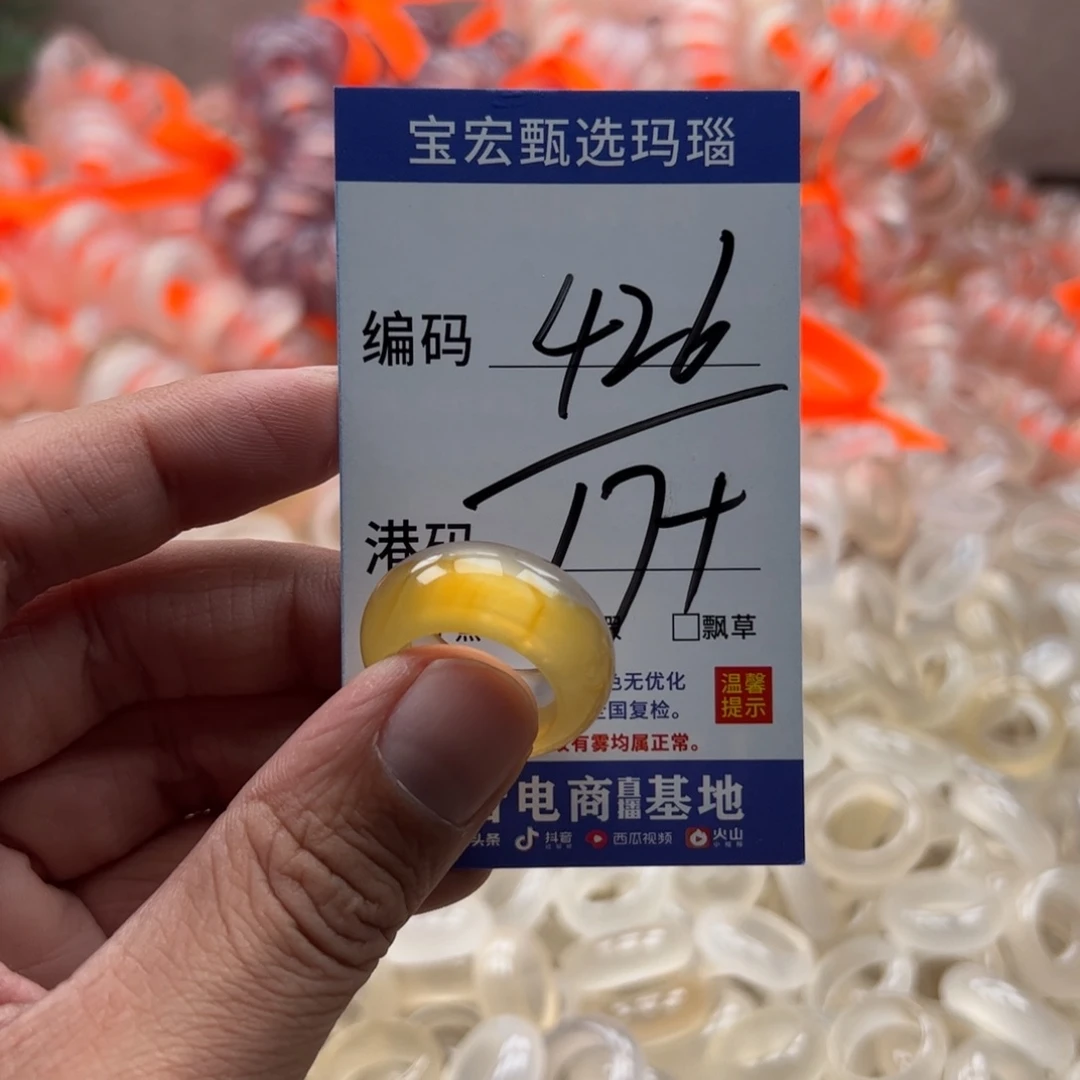 宝宏甄选玛瑙
编码 426
港码 17+
□飘草
色无优化
全国复检。
温馨提示
有雾均属正常。
电商直播基地
头条 抖音 西瓜视频 火山